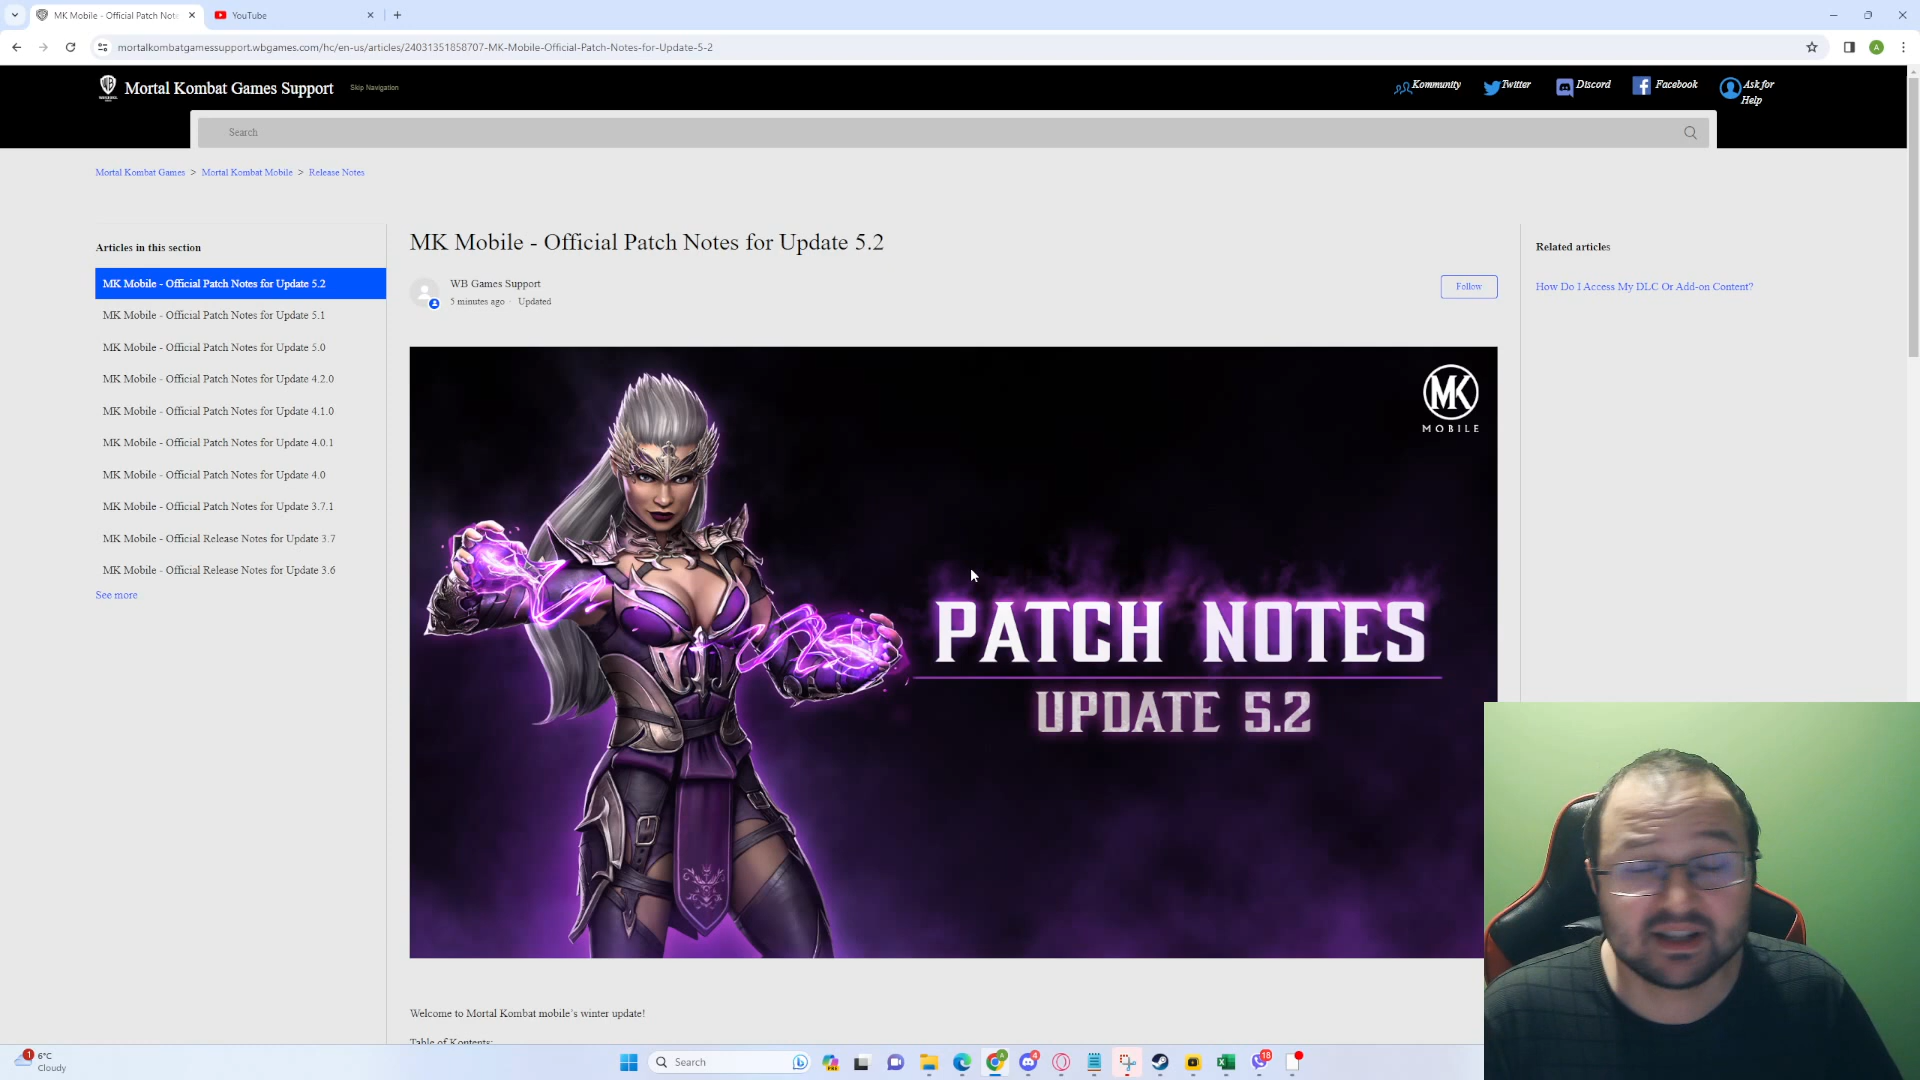 MK Mobile - Official Patch Note
YouTube
mortalkombatgamessupport.wbgames.com/hc/en-us/articles/24031351858707-MK-Mobile-Official-Patch-Notes-for-Update-5-2
A
Mortal Kombat Games Support
Skip Navigation
Kommunity
Twitter
Discord
Facebook
Ask for
Help
Search
Mortal Kombat Games > Mortal Kombat Mobile > Release Notes
Articles in this section
MK Mobile - Official Patch Notes for Update 5.2
MK Mobile - Official Patch Notes for Update 5.1
MK Mobile - Official Patch Notes for Update 5.0
MK Mobile - Official Patch Notes for Update 4.2.0
MK Mobile - Official Patch Notes for Update 4.1.0
MK Mobile - Official Patch Notes for Update 4.0.1
MK Mobile - Official Patch Notes for Update 4.0
MK Mobile - Official Patch Notes for Update 3.7.1
MK Mobile - Official Release Notes for Update 3.7
MK Mobile - Official Release Notes for Update 3.6
See more
MK Mobile - Official Patch Notes for Update 5.2
WB Games Support
5 minutes ago · Updated
Follow
Related articles
How Do I Access My DLC Or Add-on Content?
MK
MOBILE
PATCH NOTES
UPDATE 5.2
Welcome to Mortal Kombat mobile's winter update!
Table of Kontents:
1
6°C
Cloudy
Search
4
18